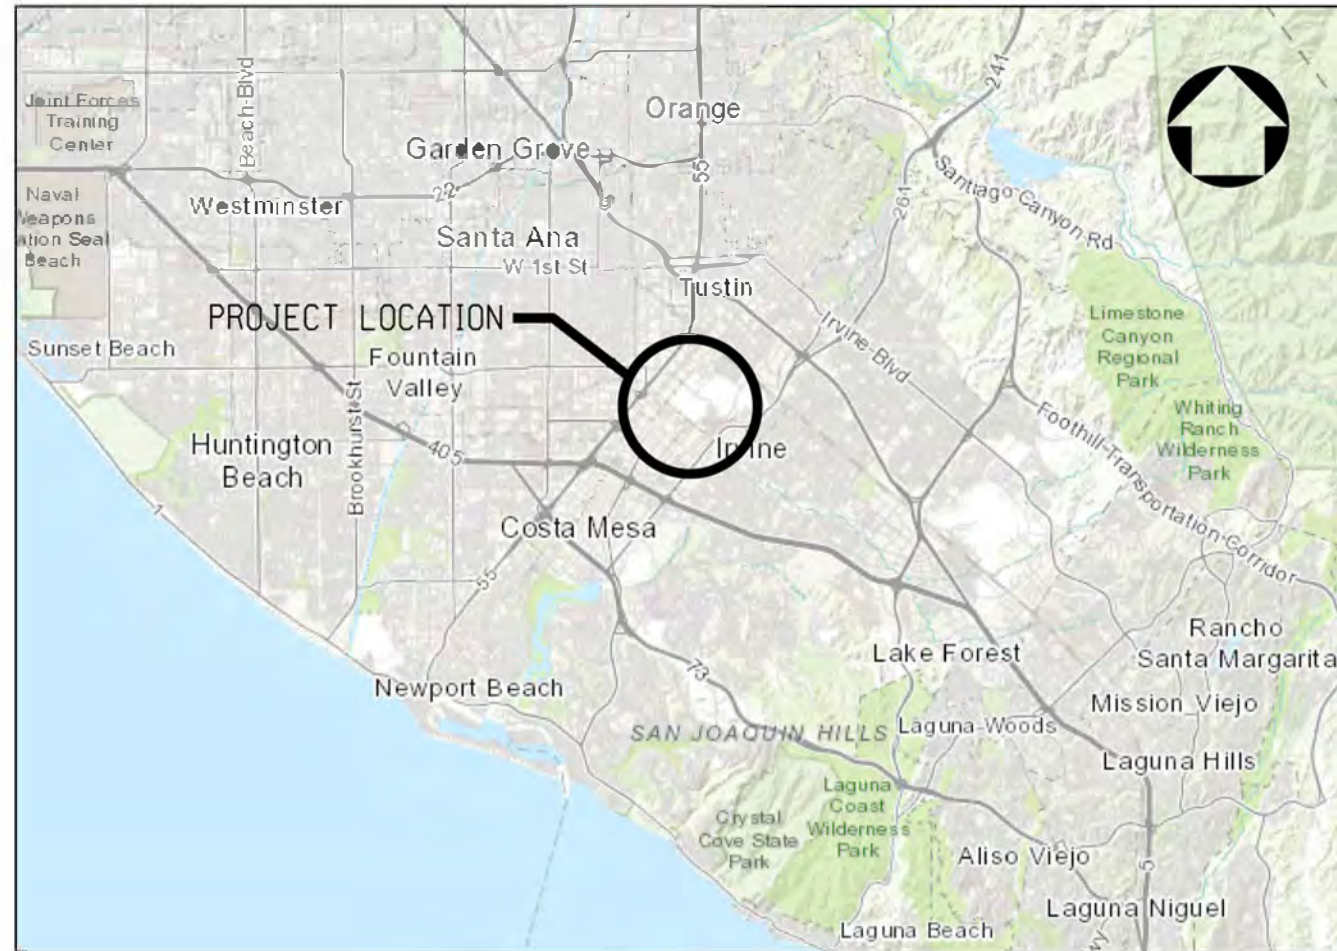 241
Joint Forces
Training
Center
Beach Blvd
Orange
Garden Grove
55
22
5
261
Santiago Canyon Rd
Naval
Weapons
ation Seal
Beach
Westminster
Santa Ana
W 1st St
Tustin
PROJECT LOCATION
Irvine Blvd
Limestone
Canyon
Regional
Park
Sunset Beach
Fountain
Valley
Whiting
Ranch
Wilderness
Park
Foothill Transportation Corridor
Huntington
Beach
Brookhurst St
405
Irvine
1
Costa Mesa
55
73
Lake Forest
Rancho
Santa Margarita
Newport Beach
Mission Viejo
SAN JOAQUIN HILLS
Laguna Woods
Laguna Hills
Laguna
Coast
Wilderness
Park
Crystal
Cove State
Park
Aliso Viejo
5
Laguna Niguel
Laguna Beach